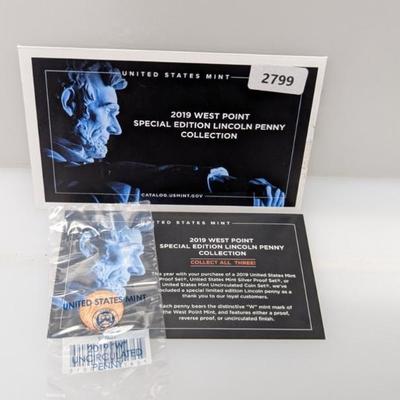 UNITED STATES MINT
2799
2019 WEST POINT
SPECIAL EDITION LINCOLN PENNY
COLLECTION
CATALOG.USMINT.GOV
UNITED STATES MINT
2019 WEST POINT
SPECIAL EDITION LINCOLN PENNY
COLLECTION
COLLECT ALL THREE!
This year with your purchase of a 2019 United States Mint
Proof Set®, United States Mint Silver Proof Set®, or
United States Mint Uncirculated Coin Set®, we've
included a special limited edition Lincoln penny as a
thank you to our loyal customers.
Each penny bears the distinctive "W" mint mark of
the West Point Mint, and features either a proof,
reverse proof, or uncirculated finish.
UNITED STATES MINT
2019 "W"
UNCIRCULATED
PENNY